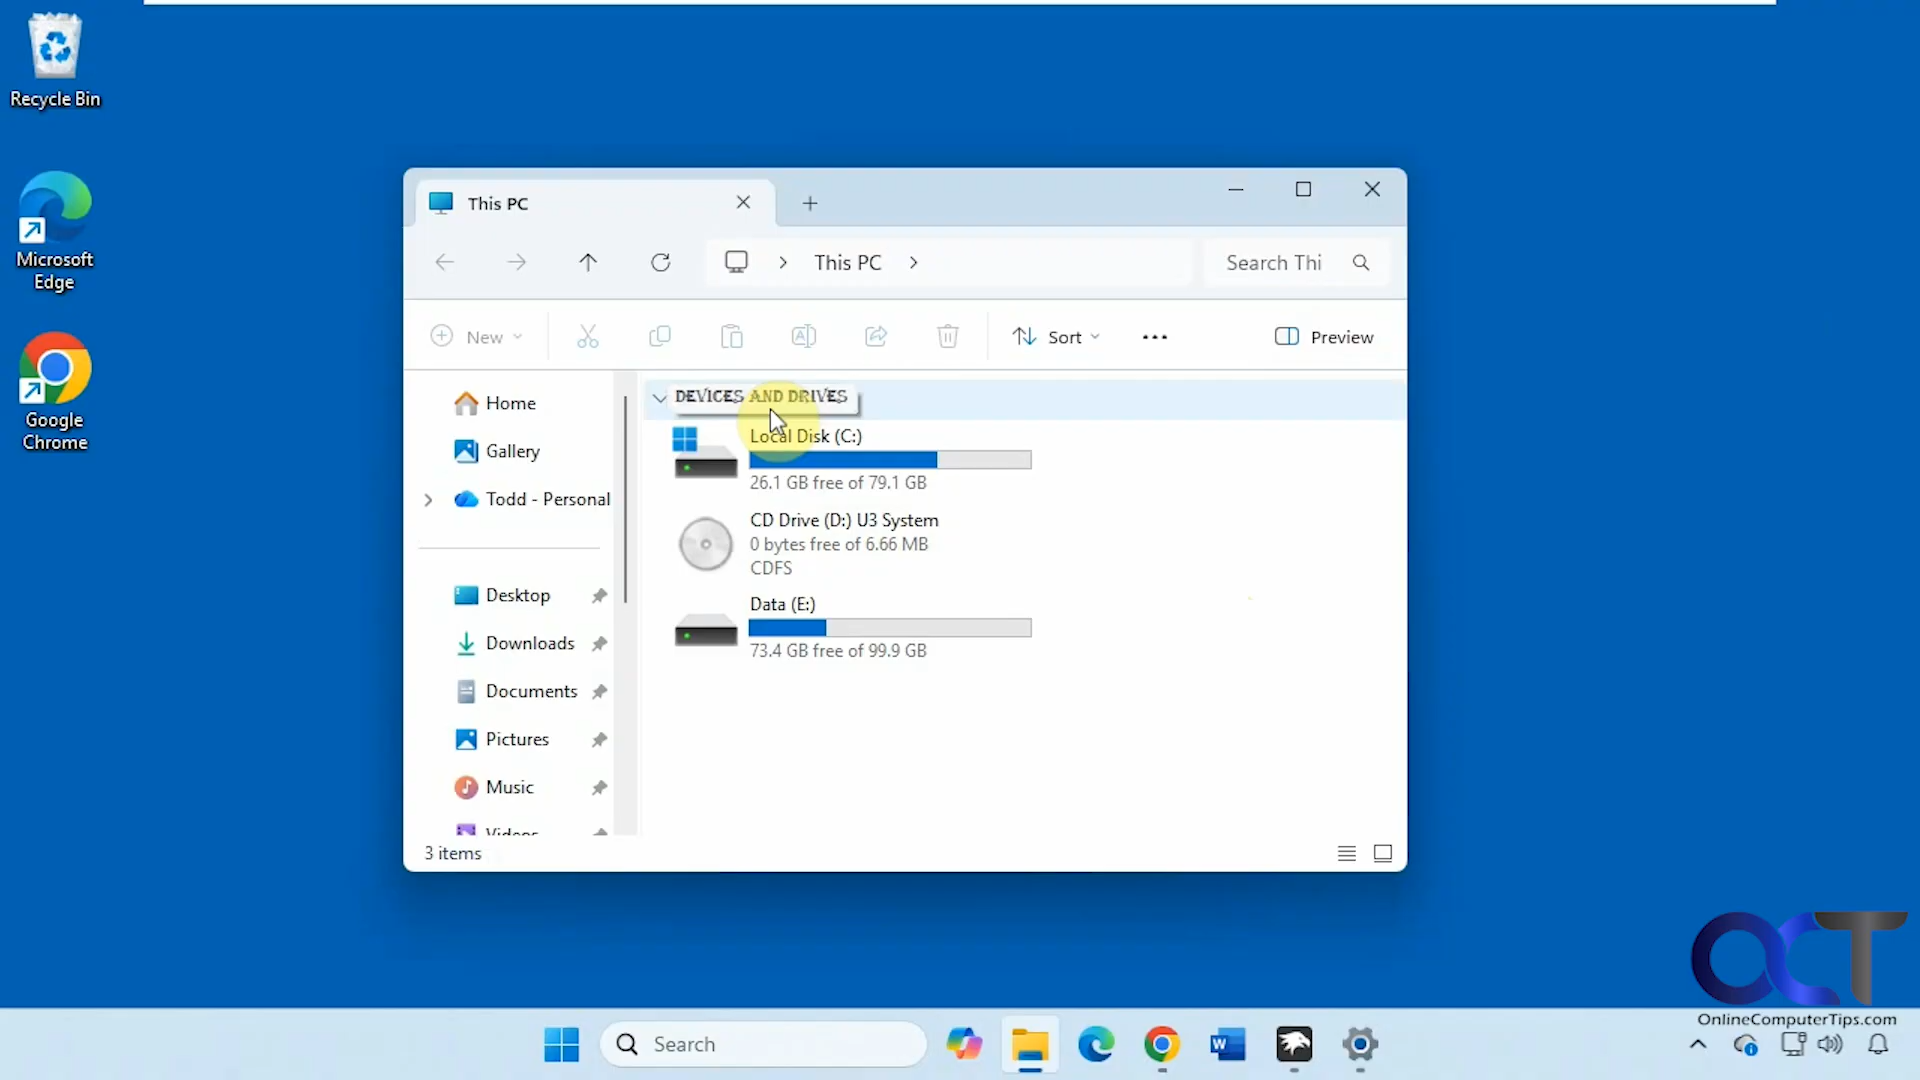 Recycle Bin
Microsoft
Edge
Google
Chrome
This PC
This PC
Search Thi
New
Sort
Preview
Home
Gallery
Todd - Personal
Desktop
Downloads
Documents
Pictures
Music
Videos
DEVICES AND DRIVES
Local Disk (C:)
26.1 GB free of 79.1 GB
CD Drive (D:) U3 System
0 bytes free of 6.66 MB
CDFS
Data (E:)
73.4 GB free of 99.9 GB
3 items
Search
W
OCT
OnlineComputerTips.com